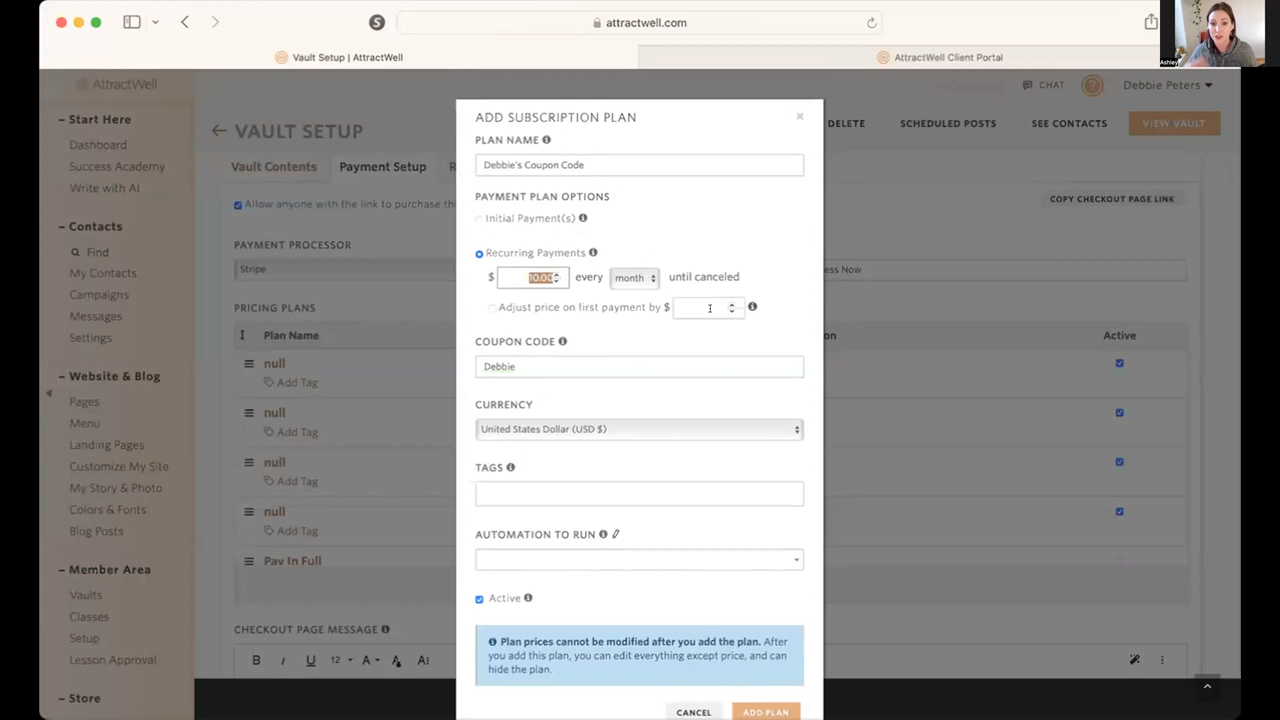 attractwell.com
Vault Setup | AttractWell
AttractWell Client Portal
Ashley
AttractWell
CHAT
Debbie Peters
– Start Here
Dashboard
Success Academy
Write with AI
– Contacts
Find
My Contacts
Campaigns
Messages
Settings
– Website & Blog
Pages
Menu
Landing Pages
Customize My Site
My Story & Photo
Colors & Fonts
Blog Posts
– Member Area
Vaults
Classes
Setup
Lesson Approval
– Store
VAULT SETUP
DELETE
SCHEDULED POSTS
SEE CONTACTS
VIEW VAULT
Vault Contents
Payment Setup
Allow anyone with the link to purchase this
COPY CHECKOUT PAGE LINK
PAYMENT PROCESSOR
Stripe
Now
PRICING PLANS
Plan Name
Active
null
Add Tag
null
Add Tag
null
Add Tag
null
Add Tag
Pay In Full
CHECKOUT PAGE MESSAGE
B I U 12 A A A
ADD SUBSCRIPTION PLAN
×
PLAN NAME
Debbie's Coupon Code
PAYMENT PLAN OPTIONS
Initial Payment(s)
Recurring Payments
$ 10.00 every month until canceled
Adjust price on first payment by $
COUPON CODE
Debbie
CURRENCY
United States Dollar (USD $)
TAGS
AUTOMATION TO RUN
Active
Plan prices cannot be modified after you add the plan. After
you add this plan, you can edit everything except price, and can
hide the plan.
CANCEL
ADD PLAN